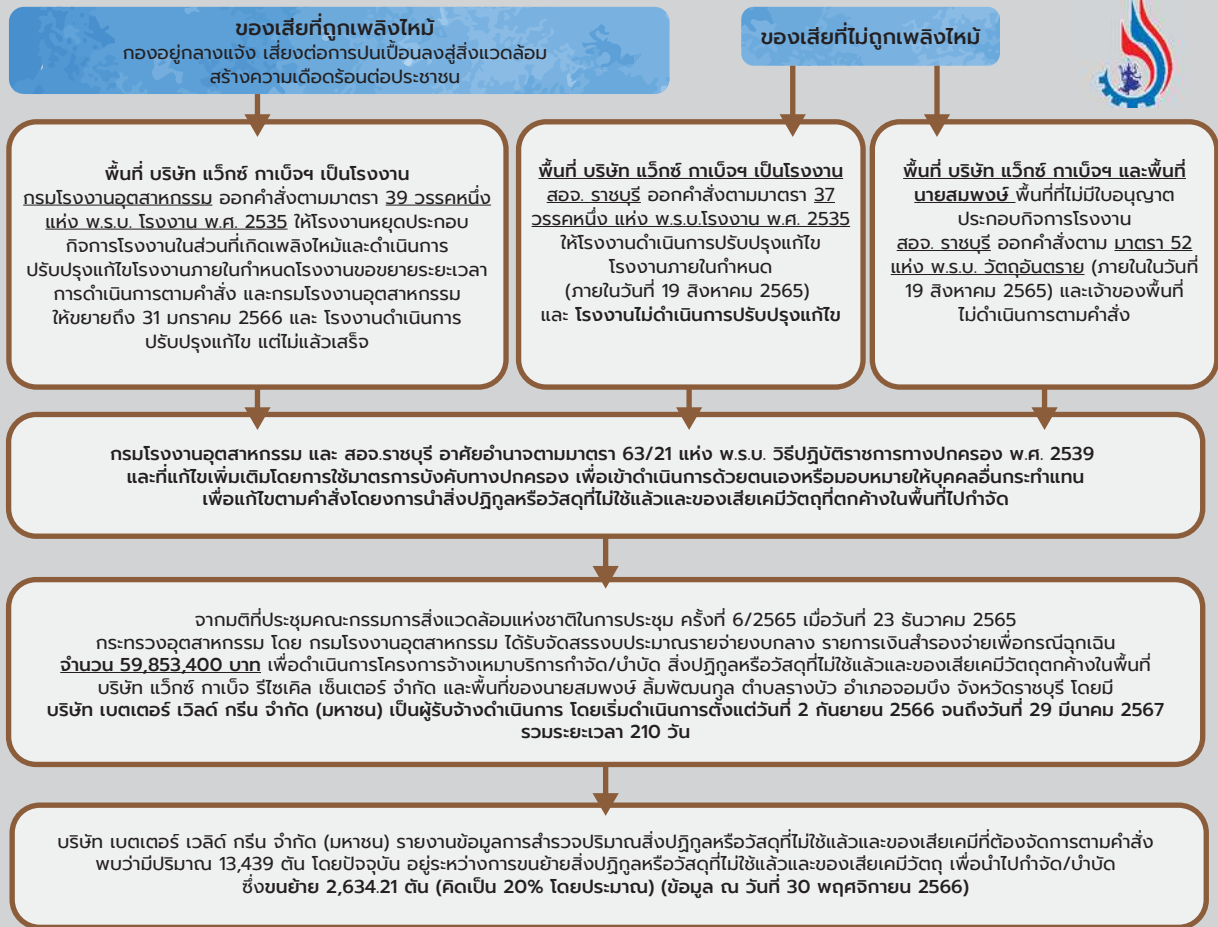 ของเสียที่ถูกเพลิงไหม้
กองอยู่กลางแจ้ง เสี่ยงต่อการปนเปื้อนลงสู่สิ่งแวดล้อม
สร้างความเดือดร้อนต่อประชาชน
ของเสียที่ไม่ถูกเพลิงไหม้
พื้นที่ บริษัท แว็กซ์ กาเบ็จฯ เป็นโรงงาน
กรมโรงงานอุตสาหกรรม ออกคำสั่งตามมาตรา 39 วรรคหนึ่ง
แห่ง พ.ร.บ. โรงงาน พ.ศ. 2535 ให้โรงงานหยุดประกอบ
กิจการโรงงานในส่วนที่เกิดเพลิงไหม้และดำเนินการ
ปรับปรุงแก้ไขโรงงานภายในกำหนดโรงงานขอขยายระยะเวลา
การดำเนินการตามคำสั่ง และกรมโรงงานอุตสาหกรรม
ให้ขยายถึง 31 มกราคม 2566 และ โรงงานดำเนินการ
ปรับปรุงแก้ไข แต่ไม่แล้วเสร็จ
พื้นที่ บริษัท แว็กซ์ กาเบ็จฯ เป็นโรงงาน
สอจ. ราชบุรี ออกคำสั่งตามมาตรา 37
วรรคหนึ่ง แห่ง พ.ร.บ.โรงงาน พ.ศ. 2535
ให้โรงงานดำเนินการปรับปรุงแก้ไข
โรงงานภายในกำหนด
(ภายในวันที่ 19 สิงหาคม 2565)
และ โรงงานไม่ดำเนินการปรับปรุงแก้ไข
พื้นที่ บริษัท แว็กซ์ กาเบ็จฯ และพื้นที่
นายสมพงษ์ พื้นที่ที่ไม่มีใบอนุญาต
ประกอบกิจการโรงงาน
สอจ. ราชบุรี ออกคำสั่งตาม มาตรา 52
แห่ง พ.ร.บ. วัตถุอันตราย (ภายในในวันที่
19 สิงหาคม 2565) และเจ้าของพื้นที่
ไม่ดำเนินการตามคำสั่ง
กรมโรงงานอุตสาหกรรม และ สอจ.ราชบุรี อาศัยอำนาจตามมาตรา 63/21 แห่ง พ.ร.บ. วิธีปฏิบัติราชการทางปกครอง พ.ศ. 2539
และที่แก้ไขเพิ่มเติมโดยการใช้มาตรการบังคับทางปกครอง เพื่อเข้าดำเนินการด้วยตนเองหรือมอบหมายให้บุคคลอื่นกระทำแทน
เพื่อแก้ไขตามคำสั่งโดยงการนำสิ่งปฏิกูลหรือวัสดุที่ไม่ใช้แล้วและของเสียเคมีวัตถุที่ตกค้างในพื้นที่ไปกำจัด
จากมติที่ประชุมคณะกรรมการสิ่งแวดล้อมแห่งชาติในการประชุม ครั้งที่ 6/2565 เมื่อวันที่ 23 ธันวาคม 2565
กระทรวงอุตสาหกรรม โดย กรมโรงงานอุตสาหกรรม ได้รับจัดสรรงบประมาณรายจ่ายงบกลาง รายการเงินสำรองจ่ายเพื่อกรณีฉุกเฉิน
จำนวน 59,853,400 บาท เพื่อดำเนินการโครงการจ้างเหมาบริการกำจัด/บำบัด สิ่งปฏิกูลหรือวัสดุที่ไม่ใช้แล้วและของเสียเคมีวัตถุตกค้างในพื้นที่
บริษัท แว็กซ์ กาเบ็จ รีไซเคิล เซ็นเตอร์ จำกัด และพื้นที่ของนายสมพงษ์ ลิ้มพัฒนกุล ตำบลรางบัว อำเภอจอมบึง จังหวัดราชบุรี โดยมี
บริษัท เบตเตอร์ เวิลด์ กรีน จำกัด (มหาชน) เป็นผู้รับจ้างดำเนินการ โดยเริ่มดำเนินการตั้งแต่วันที่ 2 กันยายน 2566 จนถึงวันที่ 29 มีนาคม 2567
รวมระยะเวลา 210 วัน
บริษัท เบตเตอร์ เวลิด์ กรีน จำกัด (มหาชน) รายงานข้อมูลการสำรวจปริมาณสิ่งปฏิกูลหรือวัสดุที่ไม่ใช้แล้วและของเสียเคมีที่ต้องจัดการตามคำสั่ง
พบว่ามีปริมาณ 13,439 ตัน โดยปัจจุบัน อยู่ระหว่างการขนย้ายสิ่งปฏิกูลหรือวัสดุที่ไม่ใช้แล้วและของเสียเคมีวัตถุ เพื่อนำไปกำจัด/บำบัด
ซึ่งขนย้าย 2,634.21 ตัน (คิดเป็น 20% โดยประมาณ) (ข้อมูล ณ วันที่ 30 พฤศจิกายน 2566)